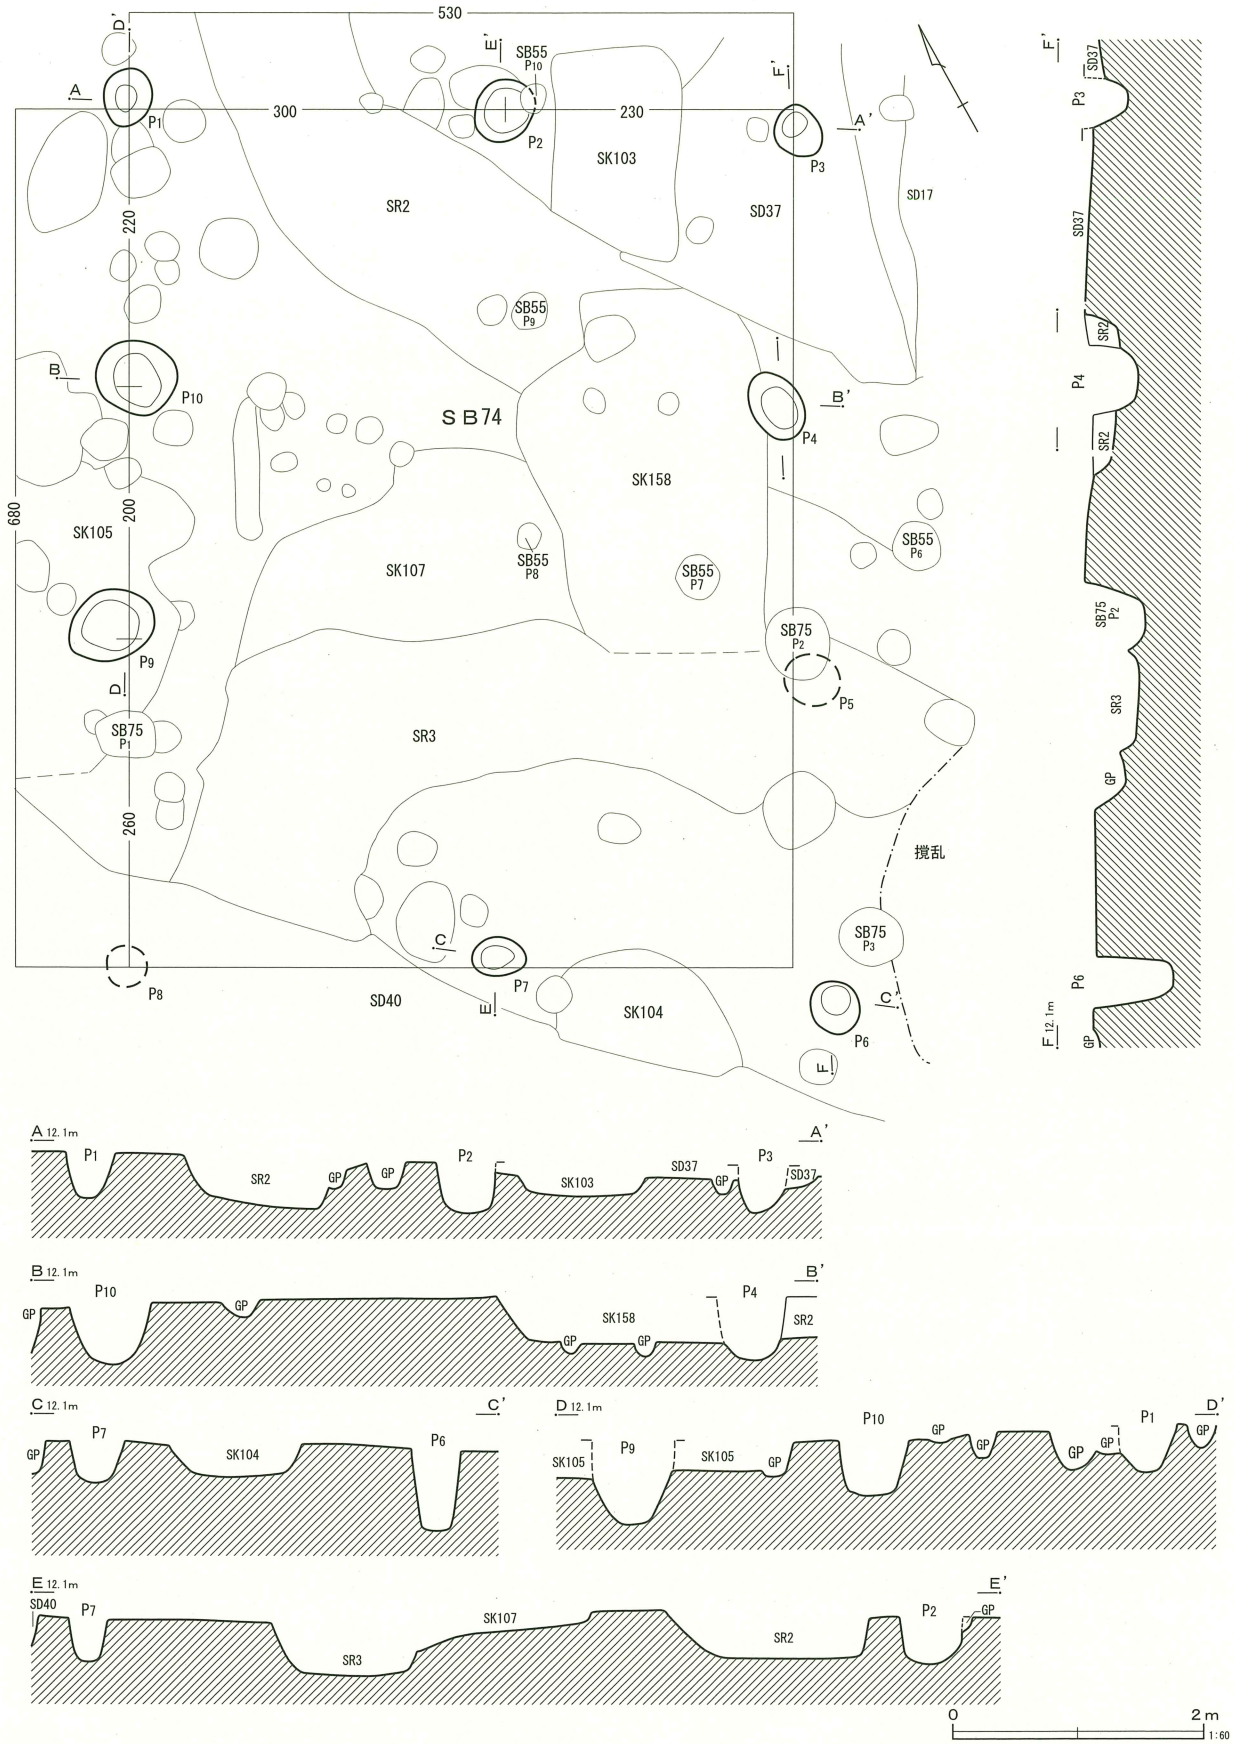 530
D'
E'
SB55
P10
F'
A
300
230
P1
P2
A'
P3
SK103
SR2
SD37
SD17
220
SB55
P9
B
P10
SB74
B'
P4
SK158
680
200
SK105
SB55
P6
SK107
SB55
P8
SB55
P7
SB75
P2
P9
D
P5
SB75
P1
SR3
260
撹乱
SB75
P3
C
P7
P8
SD40
E
SK104
C'
P6
F
F'
SD37
P3
SD37
SR2
P4
SR2
SB75
P2
SR3
GP
P6
F 12.1m
GP
A 12.1m
A'
P1
P2
P3
SR2
GP
GP
SK103
SD37
GP
SD37
B 12.1m
B'
P10
P4
GP
GP
SK158
SR2
GP
GP
C 12.1m
C'
P7
P6
GP
SK104
D 12.1m
D'
P9
P10
P1
SK105
SK105
GP
GP
GP
GP
GP
GP
E 12.1m
E'
SD40
P7
SK107
P2
GP
SR3
SR2
0
2 m
1:60